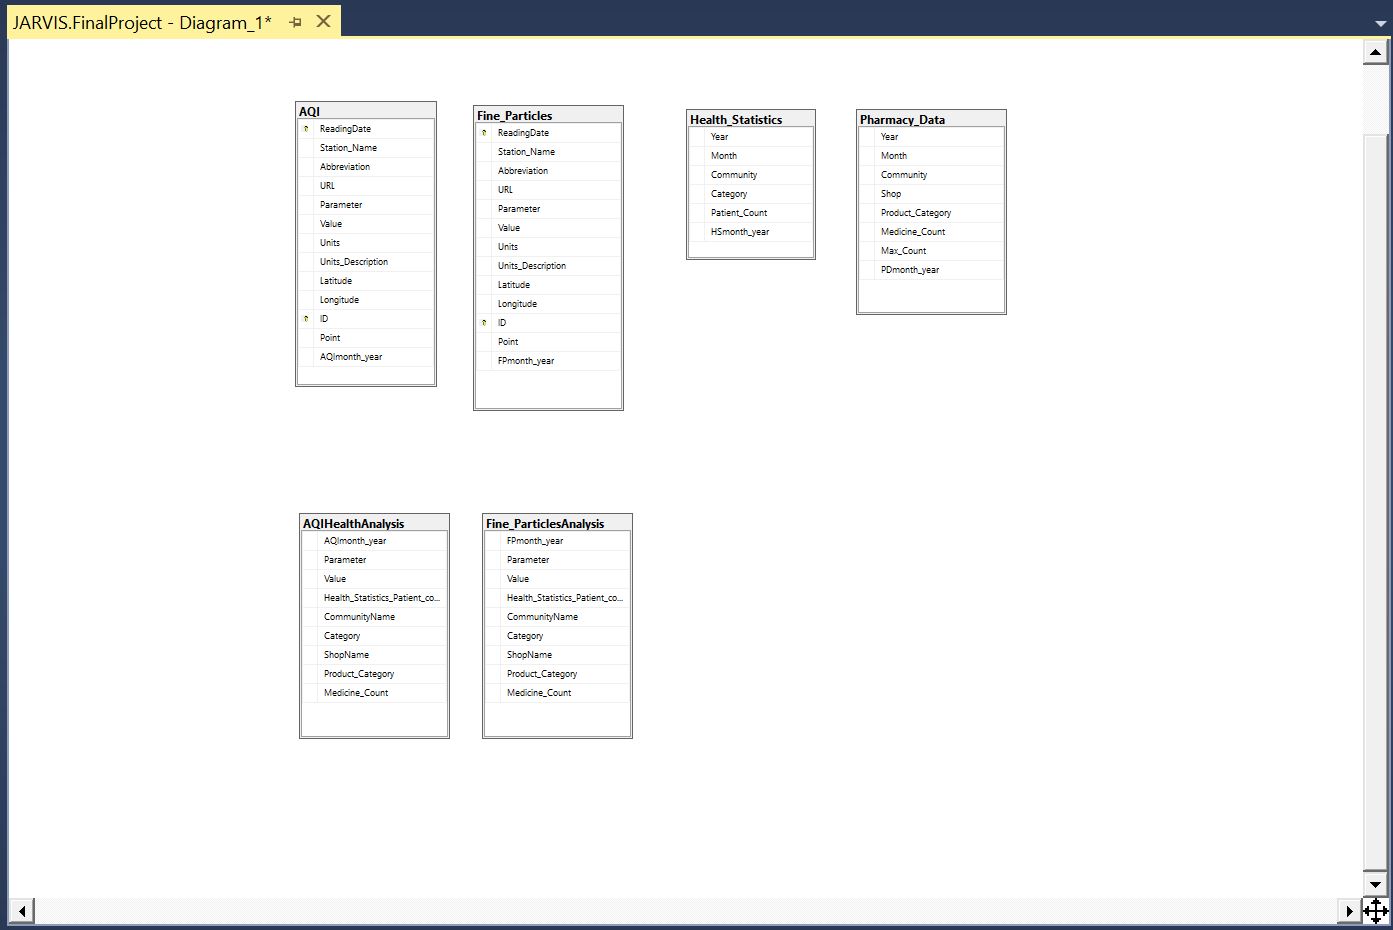 JARVIS.FinalProject - Diagram_1*
AQI
ReadingDate
Station_Name
Abbreviation
URL
Parameter
Value
Units
Units_Description
Latitude
Longitude
ID
Point
AQImonth_year
Fine_Particles
ReadingDate
Station_Name
Abbreviation
URL
Parameter
Value
Units
Units_Description
Latitude
Longitude
ID
Point
FPmonth_year
Health_Statistics
Year
Month
Community
Category
Patient_Count
HSmonth_year
Pharmacy_Data
Year
Month
Community
Shop
Product_Category
Medicine_Count
Max_Count
PDmonth_year
AQIHealthAnalysis
AQImonth_year
Parameter
Value
Health_Statistics_Patient_co...
CommunityName
Category
ShopName
Product_Category
Medicine_Count
Fine_ParticlesAnalysis
FPmonth_year
Parameter
Value
Health_Statistics_Patient_co...
CommunityName
Category
ShopName
Product_Category
Medicine_Count